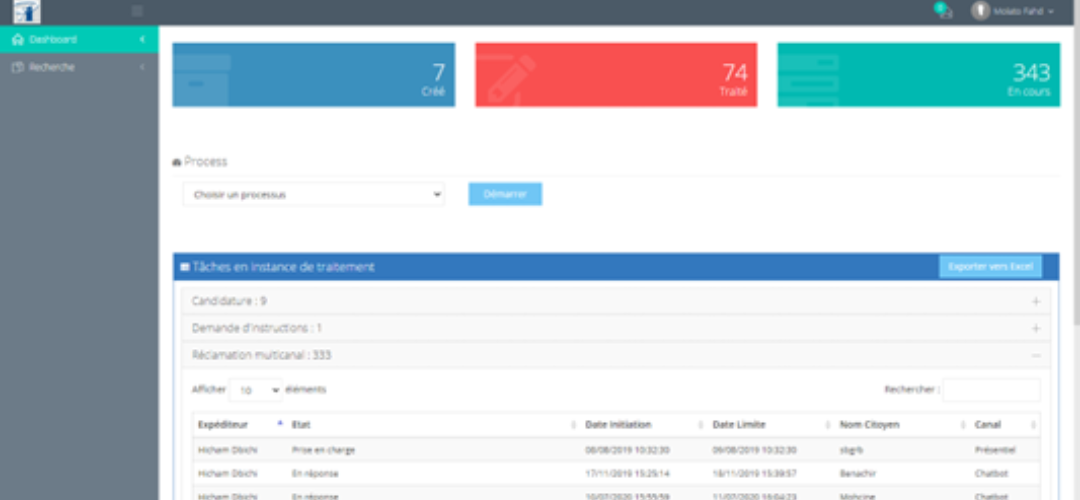 0
Molato Fahd
Dashboard
Recherche
7
Créé
74
Traité
343
En cours
Process
Choisir un processus
Démarrer
Tâches en instance de traitement
Exporter vers Excel
Candidature : 9
Demande d'instructions : 1
Réclamation multicanal : 333
Afficher 10 éléments
Rechercher :
Expéditeur Etat Date Initiation Date Limite Nom Citoyen Canal
Hicham Dbichi Prise en charge 08/08/2019 10:32:30 09/08/2019 10:32:30 sbgrb Présentiel
Hicham Dbichi En réponse 17/11/2019 15:25:14 18/11/2019 15:39:57 Benachir Chatbot
Hicham Dbichi En réponse 10/07/2020 15:55:59 11/07/2020 16:04:23 Mohcine Chatbot